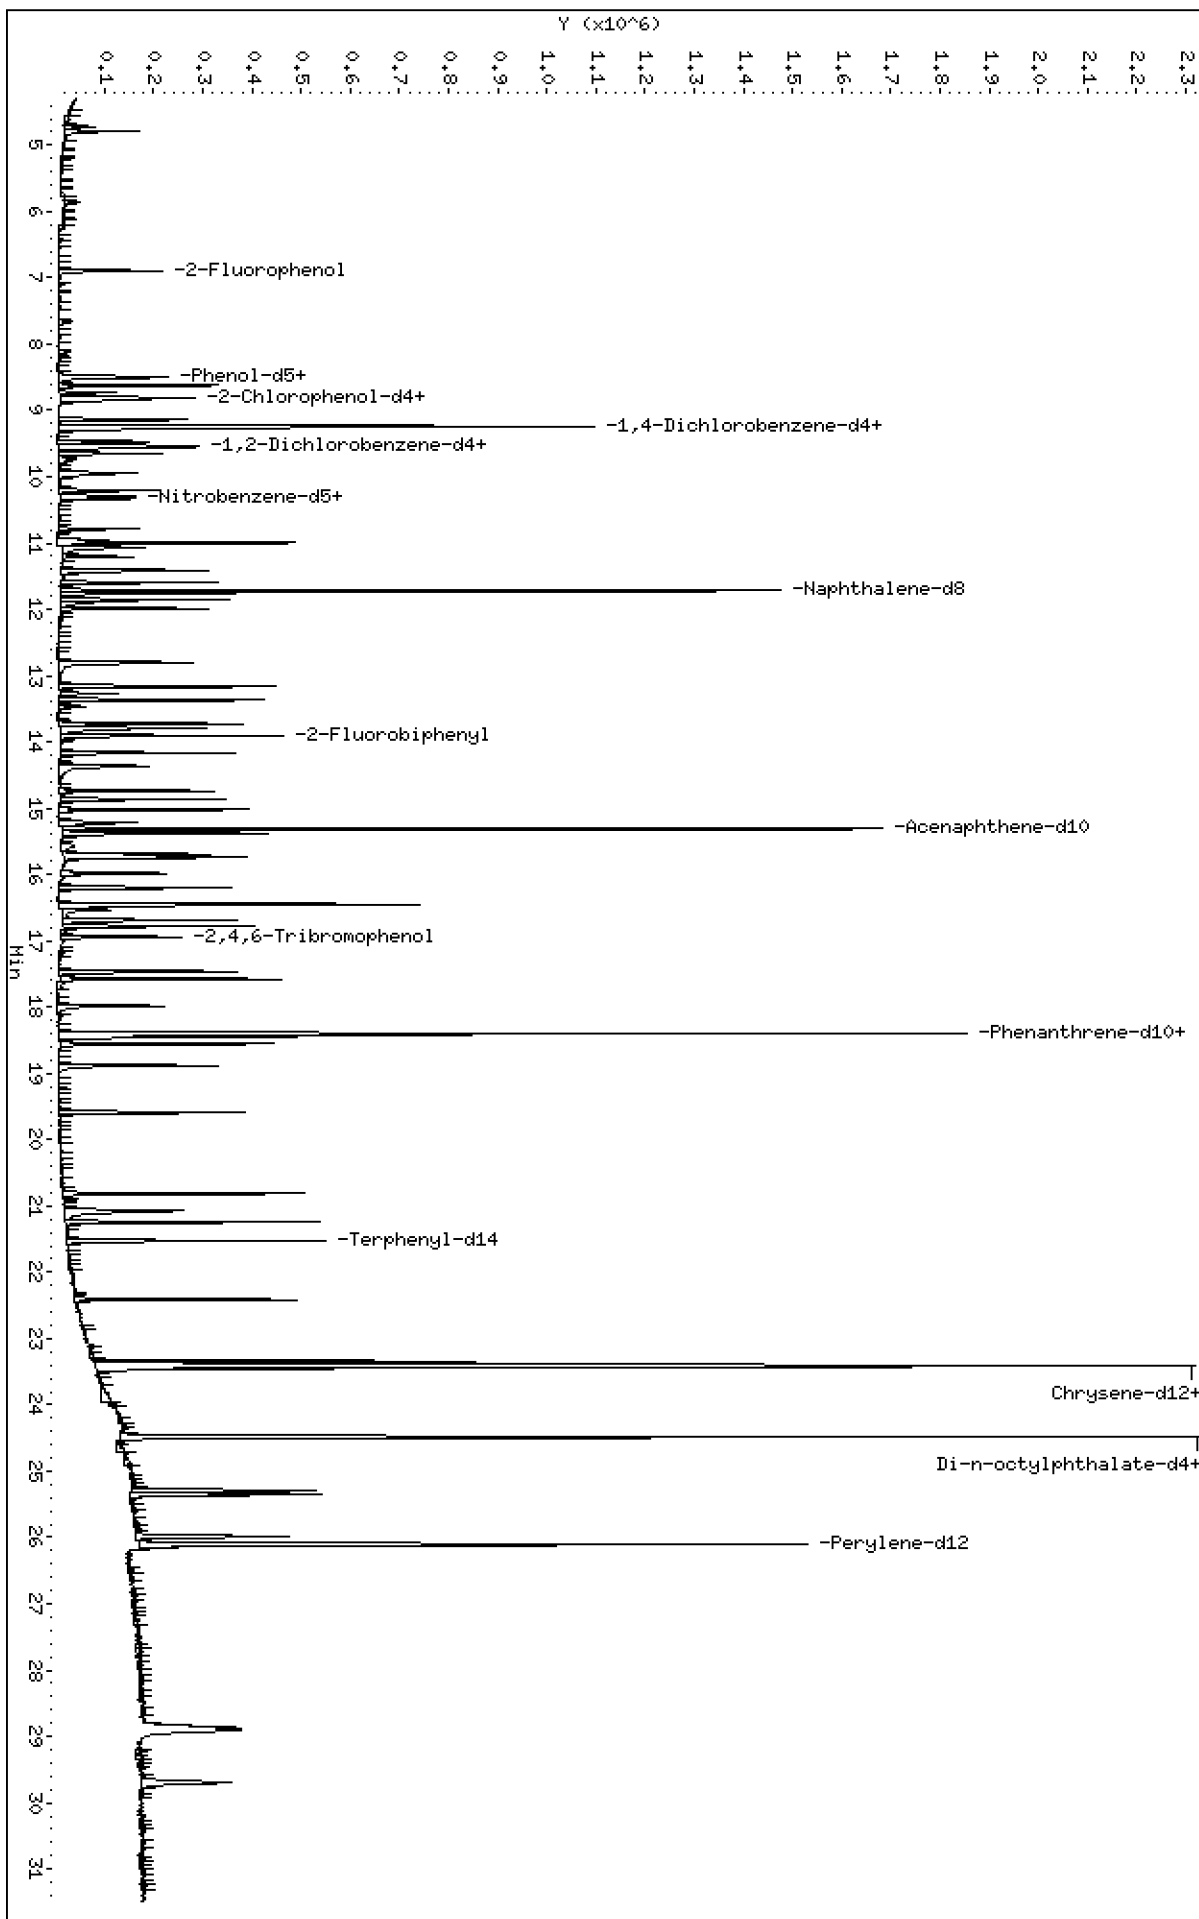 Y (x10^6)
0.1
0.2
0.3
0.4
0.5
0.6
0.7
0.8
0.9
1.0
1.1
1.2
1.3
1.4
1.5
1.6
1.7
1.8
1.9
2.0
2.1
2.2
2.3
5
6
7
8
9
10
11
12
13
14
15
16
17
18
19
20
21
22
23
24
25
26
27
28
29
30
31
Min
-2-Fluorophenol
-Phenol-d5+
-2-Chlorophenol-d4+
-1,4-Dichlorobenzene-d4+
-1,2-Dichlorobenzene-d4+
-Nitrobenzene-d5+
-Naphthalene-d8
-2-Fluorobiphenyl
-Acenaphthene-d10
-2,4,6-Tribromophenol
-Phenanthrene-d10+
-Terphenyl-d14
Chrysene-d12+
Di-n-octylphthalate-d4+
-Perylene-d12